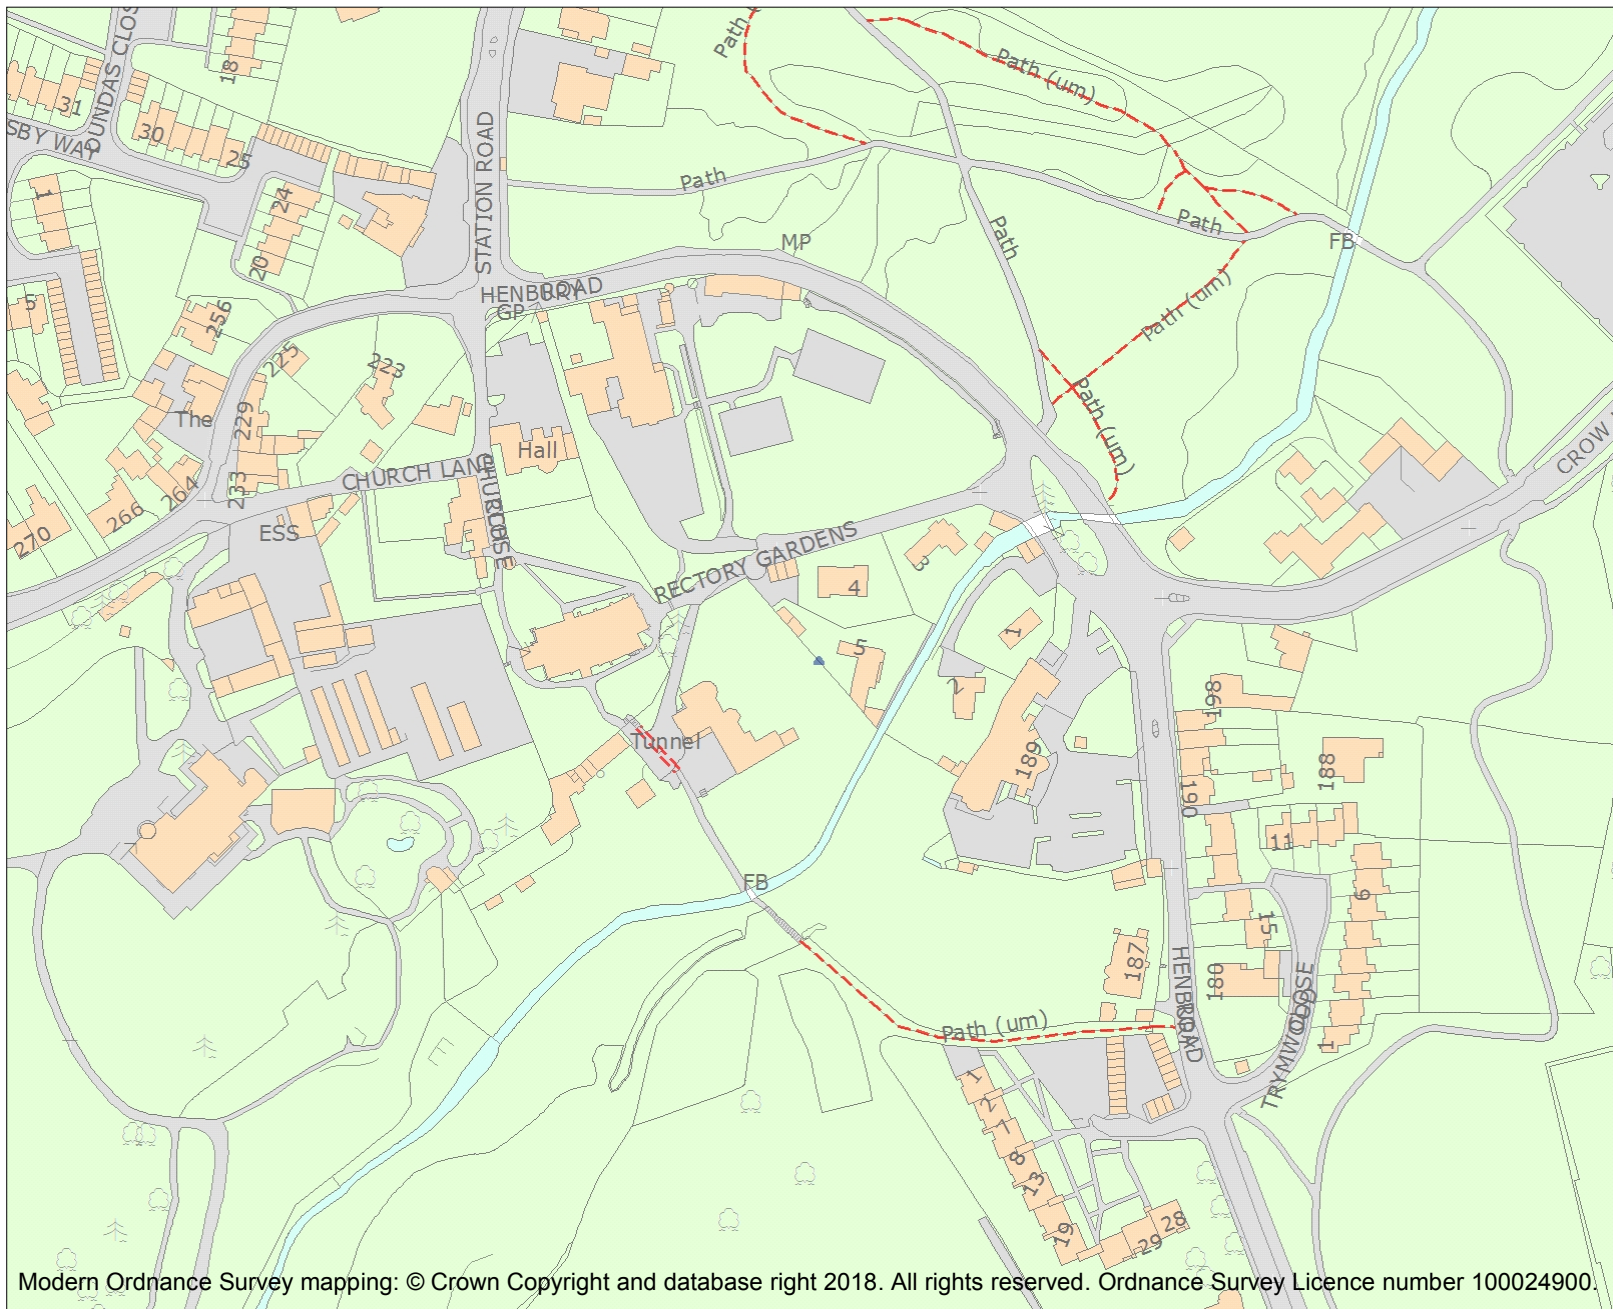 DUNDAS CLOS
18
31
SBY WAY
30
25
24
20
1
5
256
225
223
The
229
233
264
266
270
STATION ROAD
Path
Path (um)
Path
Path
Path
FB
MP
HENBURY
ROAD
GP
Hall
CHURCH LANE
CHURCH
CLOSE
ESS
RECTORY GARDENS
Path (um)
Path (um)
CROW
3
4
5
1
2
189
198
190
188
11
9
15
180
187
Tunnel
FB
HENBURY
ROAD
TRYMWOOD
CLOSE
1
Path (um)
1
2
7
8
13
19
29
28
Modern Ordnance Survey mapping: © Crown Copyright and database right 2018. All rights reserved. Ordnance Survey Licence number 100024900.